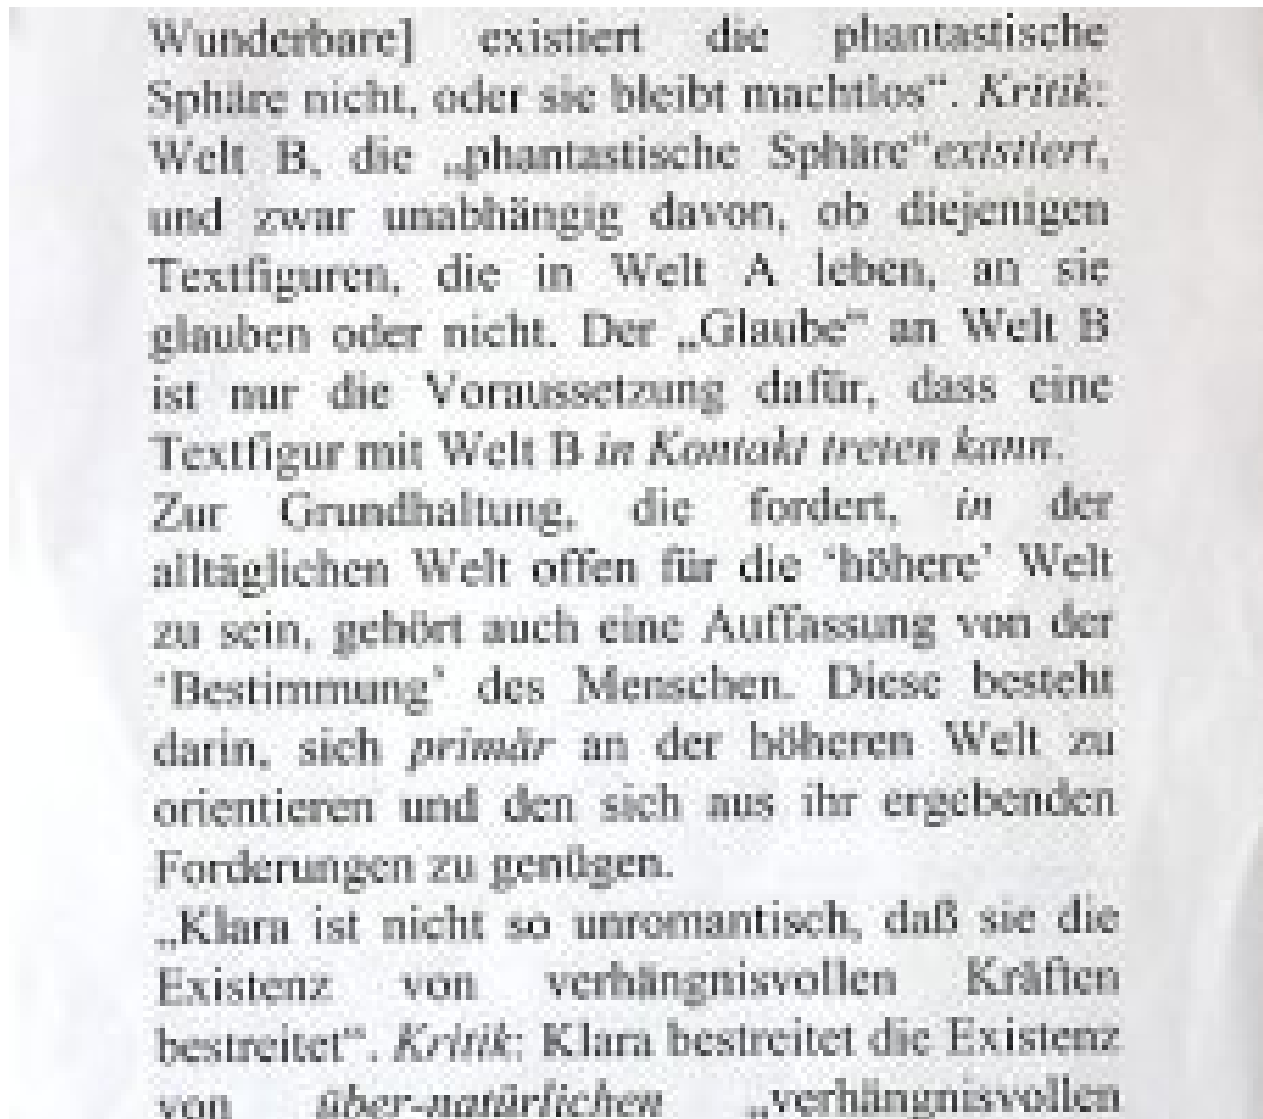 Wunderbare] existiert die phantastische
Sphäre nicht, oder sie bleibt machtlos“. Kritik:
Welt B, die „phantastische Sphäre“existiert,
und zwar unabhängig davon, ob diejenigen
Textfiguren, die in Welt A leben, an sie
glauben oder nicht. Der „Glaube“ an Welt B
ist nur die Voraussetzung dafür, dass eine
Textfigur mit Welt B in Kontakt treten kann.
Zur Grundhaltung, die fordert, in der
alltäglichen Welt offen für die ‘höhere’ Welt
zu sein, gehört auch eine Auffassung von der
‘Bestimmung’ des Menschen. Diese besteht
darin, sich primär an der höheren Welt zu
orientieren und den sich aus ihr ergebenden
Forderungen zu genügen.
„Klara ist nicht so unromantisch, daß sie die
Existenz von verhängnisvollen Kräften
bestreitet“. Kritik: Klara bestreitet die Existenz
von über-natürlichen „verhängnisvollen